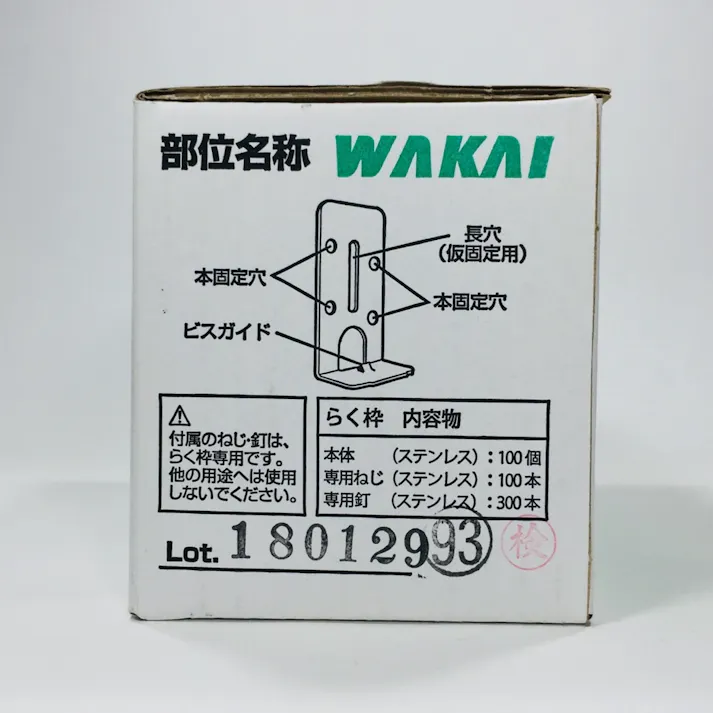 部位名称 WAKAI
長穴
(仮固定用)
本固定穴
本固定穴
ビスガイド
付属のねじ・釘は、
らく枠専用です。
他の用途へは使用
しないでください。
らく枠 内容物
本体 (ステンレス):100個
専用ねじ (ステンレス):100本
専用釘 (ステンレス):300本
Lot. 1801299 93 検